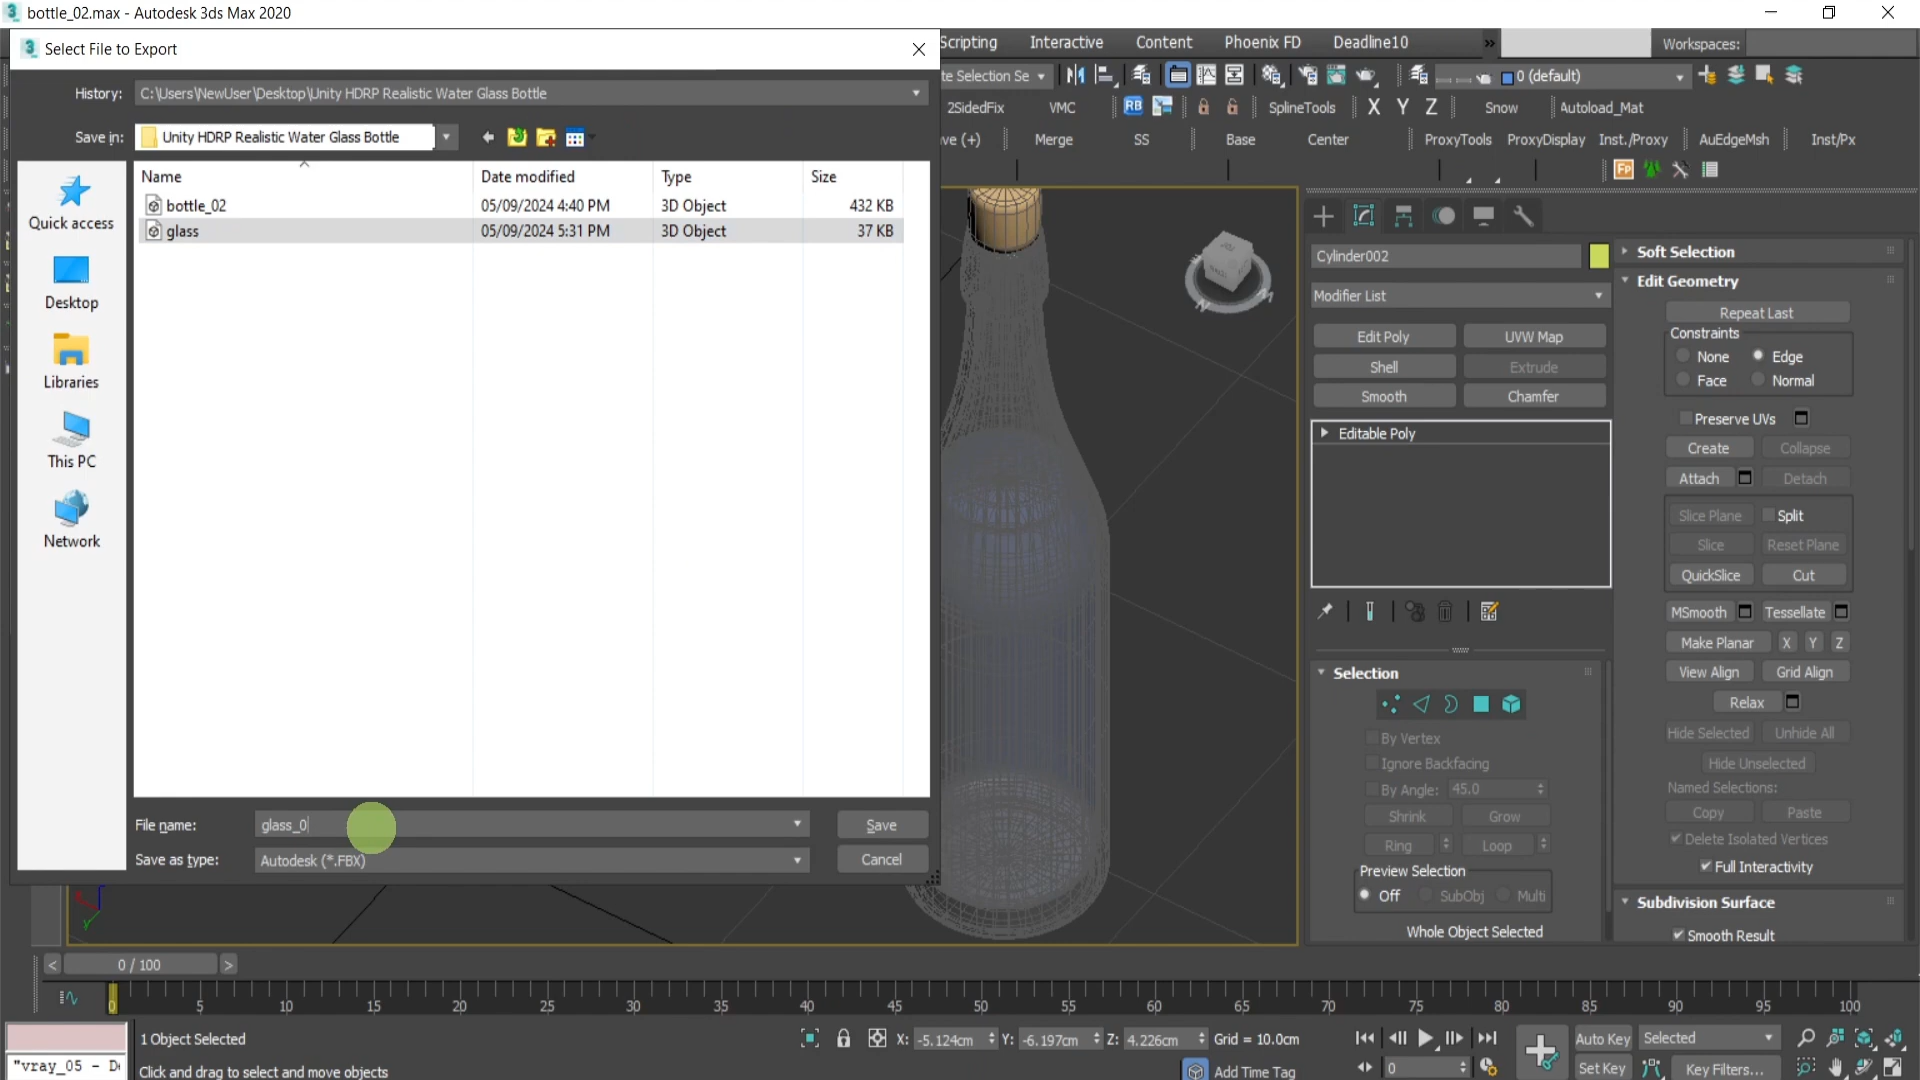 bottle_02.max - Autodesk 3ds Max 2020
Select File to Export
History: C:\Users\NewUser\Desktop\Unity HDRP Realistic Water Glass Bottle
Save in: Unity HDRP Realistic Water Glass Bottle
Name Date modified Type Size
bottle_02 05/09/2024 4:40 PM 3D Object 432 KB
glass 05/09/2024 5:31 PM 3D Object 37 KB
Quick access
Desktop
Libraries
This PC
Network
File name: glass_0 Save
Save as type: Autodesk (*.FBX) Cancel
Scripting Interactive Content Phoenix FD Deadline10 » Workspaces:
te Selection Se 0 (default)
2SidedFix VMC RB SplineTools X Y Z Snow Autoload_Mat
ve (+) Merge SS Base Center ProxyTools ProxyDisplay Inst./Proxy AuEdgeMsh Inst/Px
Cylinder002
Modifier List
Edit Poly UVW Map
Shell Extrude
Smooth Chamfer
Editable Poly
Selection
By Vertex
Ignore Backfacing
By Angle: 45.0
Shrink Grow
Ring Loop
Preview Selection
Off SubObj Multi
Whole Object Selected
Soft Selection
Edit Geometry
Repeat Last
Constraints
None Edge
Face Normal
Preserve UVs
Create Collapse
Attach Detach
Slice Plane Split
Slice Reset Plane
QuickSlice Cut
MSmooth Tessellate
Make Planar X Y Z
View Align Grid Align
Relax
Hide Selected Unhide All
Hide Unselected
Named Selections:
Copy Paste
Delete Isolated Vertices
Full Interactivity
Subdivision Surface
Smooth Result
< 0 / 100 >
0 5 10 15 20 25 30 35 40 45 50 55 60 65 70 75 80 85 90 95 100
1 Object Selected X: -5.124cm Y: -6.197cm Z: 4.226cm Grid = 10.0cm Auto Key Selected
"vray_05 - D Click and drag to select and move objects Add Time Tag 0 Set Key Key Filters...